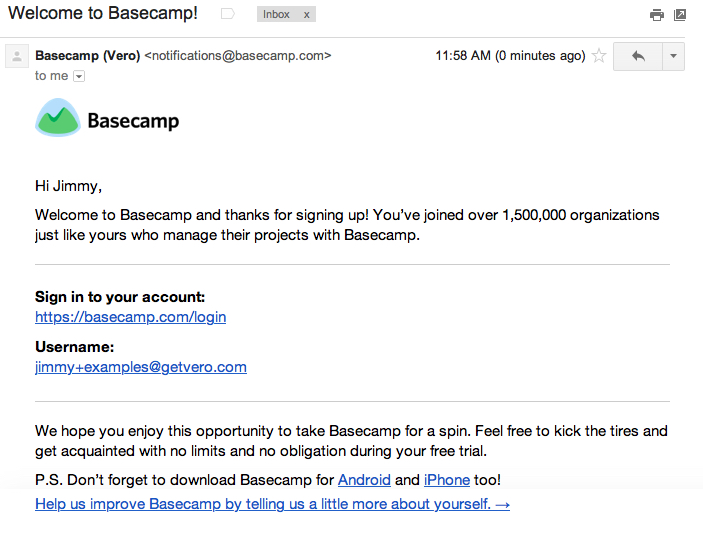 Welcome to Basecamp! Inbox x
Basecamp (Vero) <notifications@basecamp.com> 11:58 AM (0 minutes ago)
to me
Basecamp
Hi Jimmy,
Welcome to Basecamp and thanks for signing up! You’ve joined over 1,500,000 organizations
just like yours who manage their projects with Basecamp.
Sign in to your account:
https://basecamp.com/login
Username:
jimmy+examples@getvero.com
We hope you enjoy this opportunity to take Basecamp for a spin. Feel free to kick the tires and
get acquainted with no limits and no obligation during your free trial.
P.S. Don’t forget to download Basecamp for Android and iPhone too!
Help us improve Basecamp by telling us a little more about yourself. →